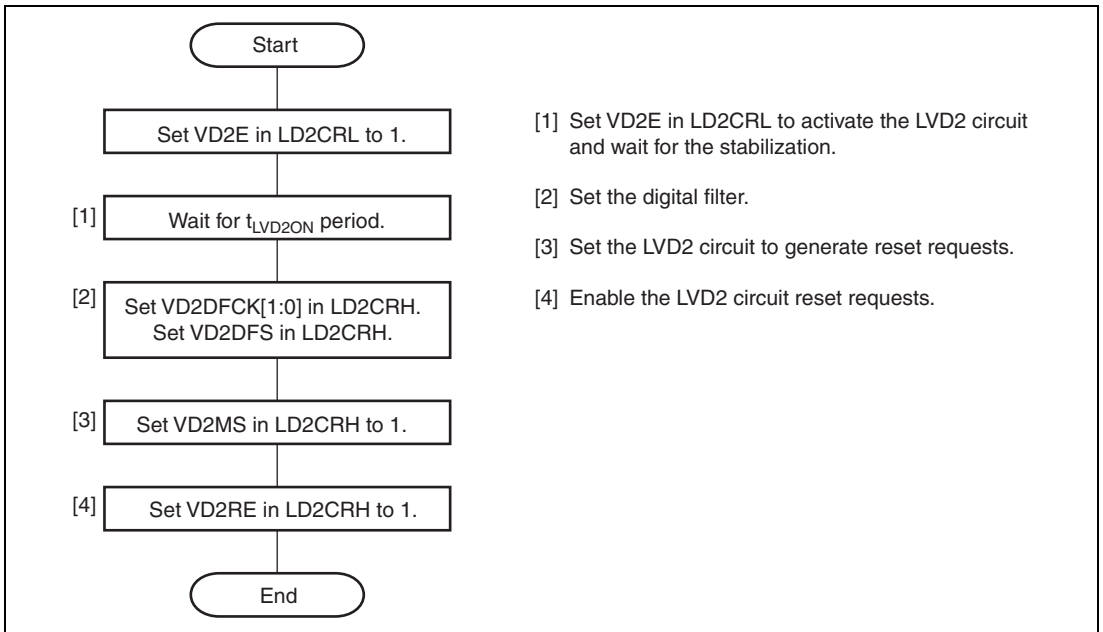 Start
Set VD2E in LD2CRL to 1.
[1] Wait for tLVD2ON period.
[2] Set VD2DFCK[1:0] in LD2CRH.
Set VD2DFS in LD2CRH.
[3] Set VD2MS in LD2CRH to 1.
[4] Set VD2RE in LD2CRH to 1.
End
[1] Set VD2E in LD2CRL to activate the LVD2 circuit
and wait for the stabilization.
[2] Set the digital filter.
[3] Set the LVD2 circuit to generate reset requests.
[4] Enable the LVD2 circuit reset requests.